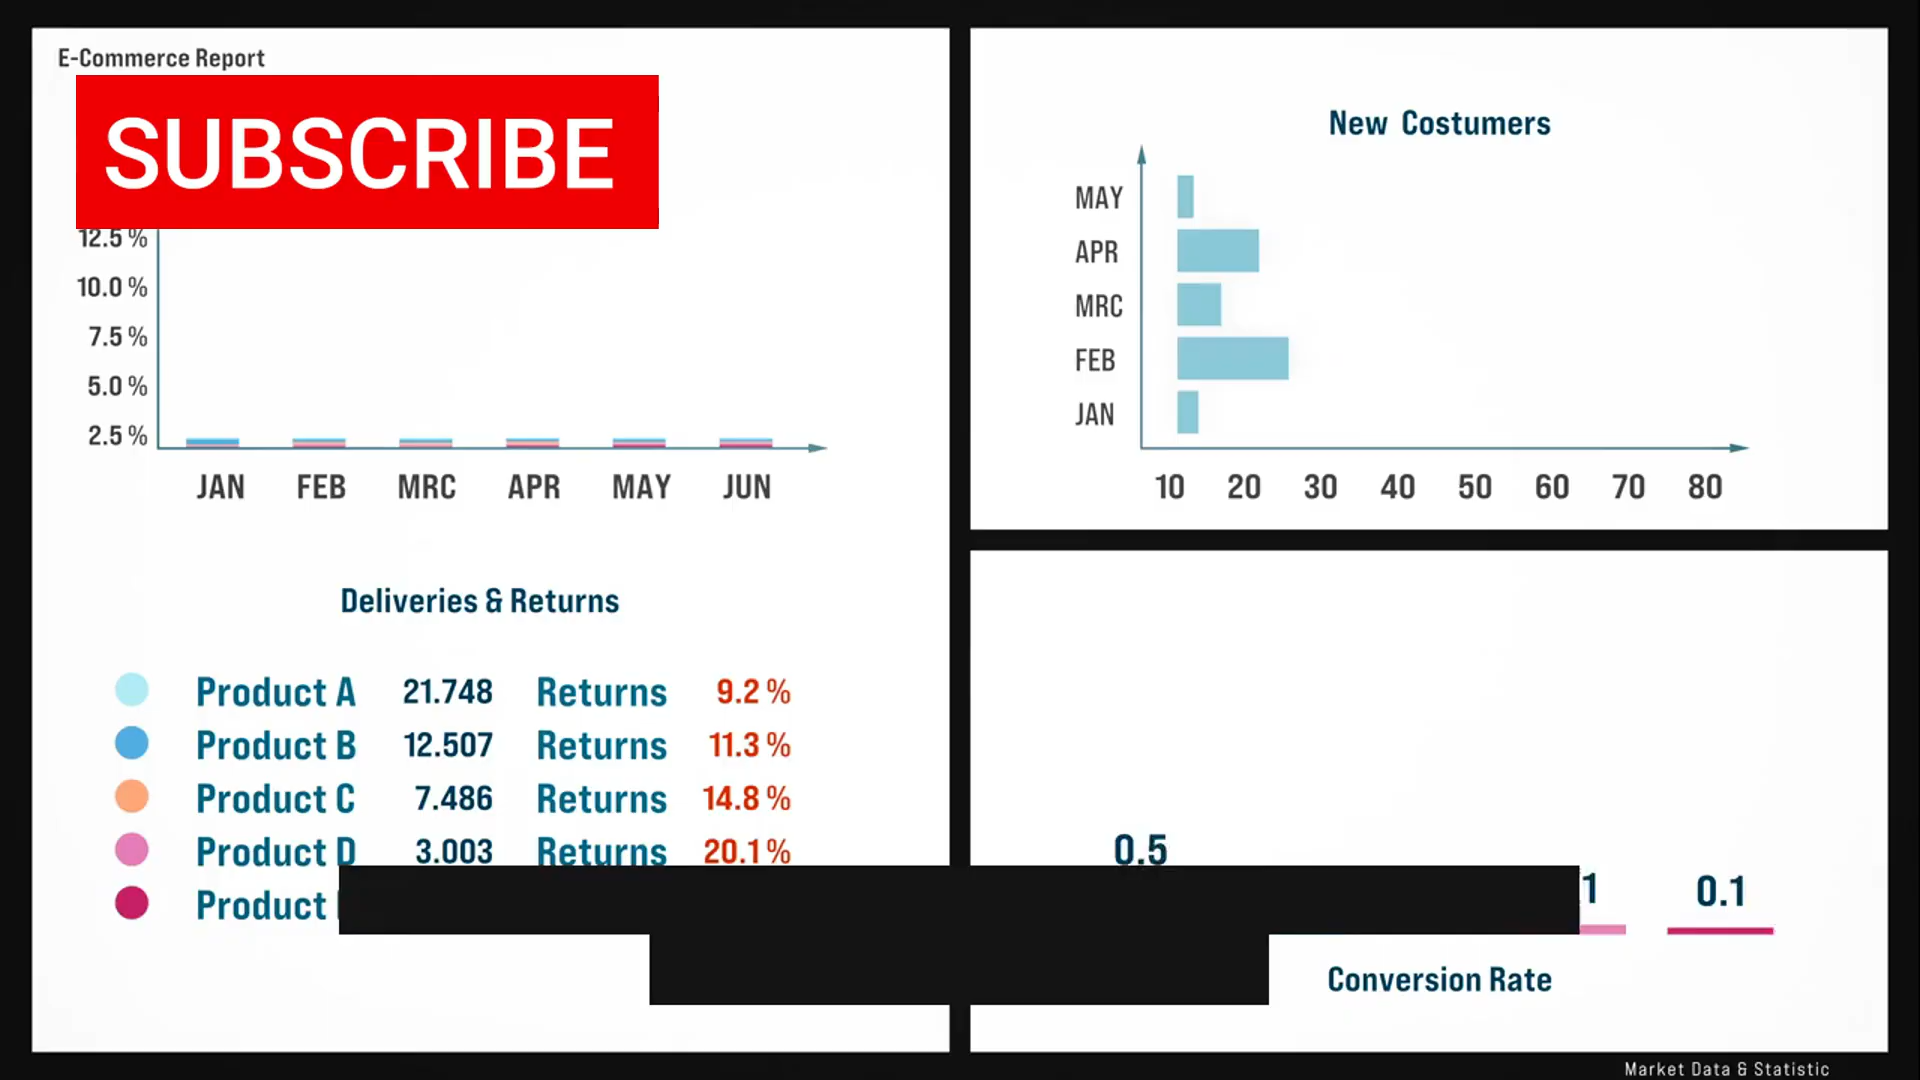 E-Commerce Report
SUBSCRIBE
12.5 %
10.0 %
7.5 %
5.0 %
2.5 %
JAN FEB MRC APR MAY JUN
Deliveries & Returns
Product A 21.748 Returns 9.2 %
Product B 12.507 Returns 11.3 %
Product C 7.486 Returns 14.8 %
Product D 3.003 Returns 20.1 %
Product
New Costumers
MAY
APR
MRC
FEB
JAN
10 20 30 40 50 60 70 80
0.5
1 0.1
Conversion Rate
Market Data & Statistic